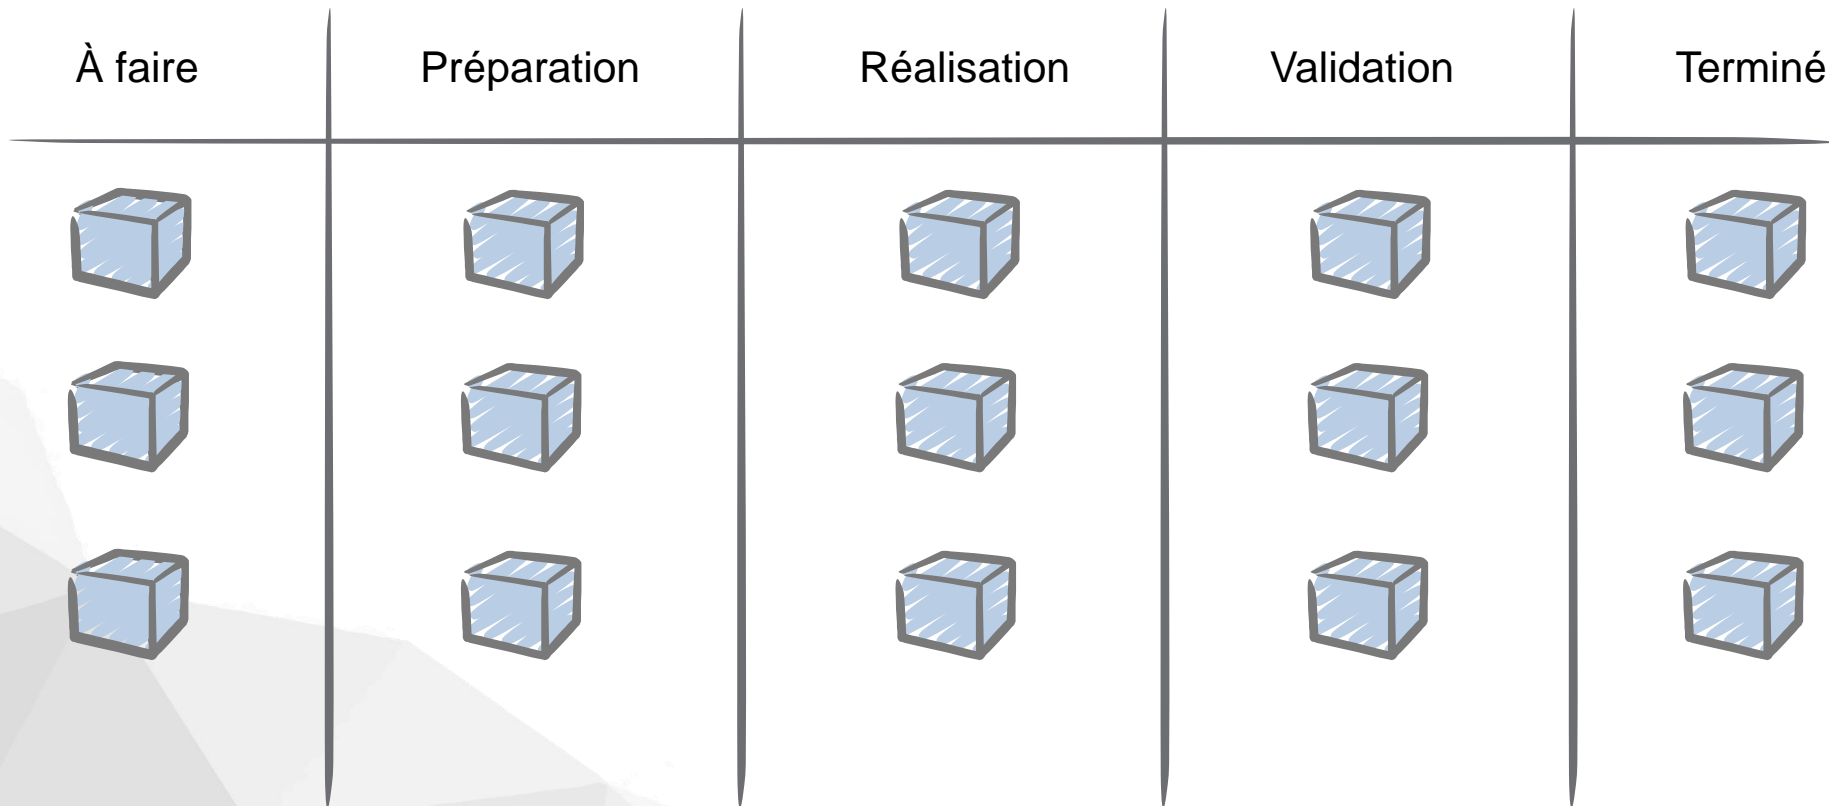 À faire
Préparation
Réalisation
Validation
Terminé